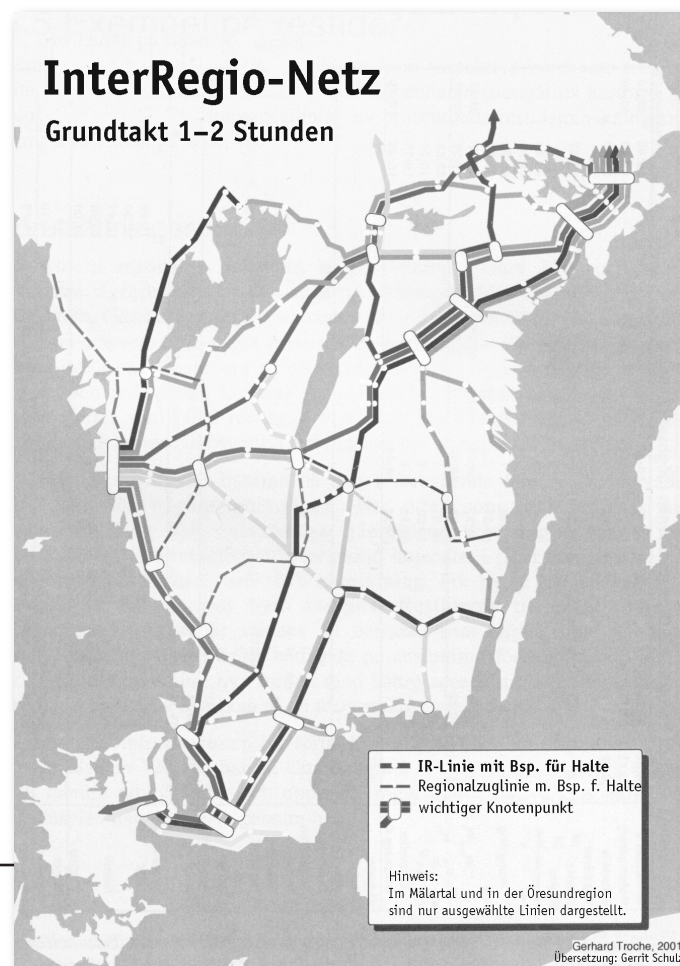 InterRegio-Netz
Grundtakt 1–2 Stunden
IR-Linie mit Bsp. für Halte
Regionalzuglinie m. Bsp. f. Halte
wichtiger Knotenpunkt
Hinweis:
Im Mälartal und in der Öresundregion
sind nur ausgewählte Linien dargestellt.
Gerhard Troche, 2001
Übersetzung: Gerrit Schulz